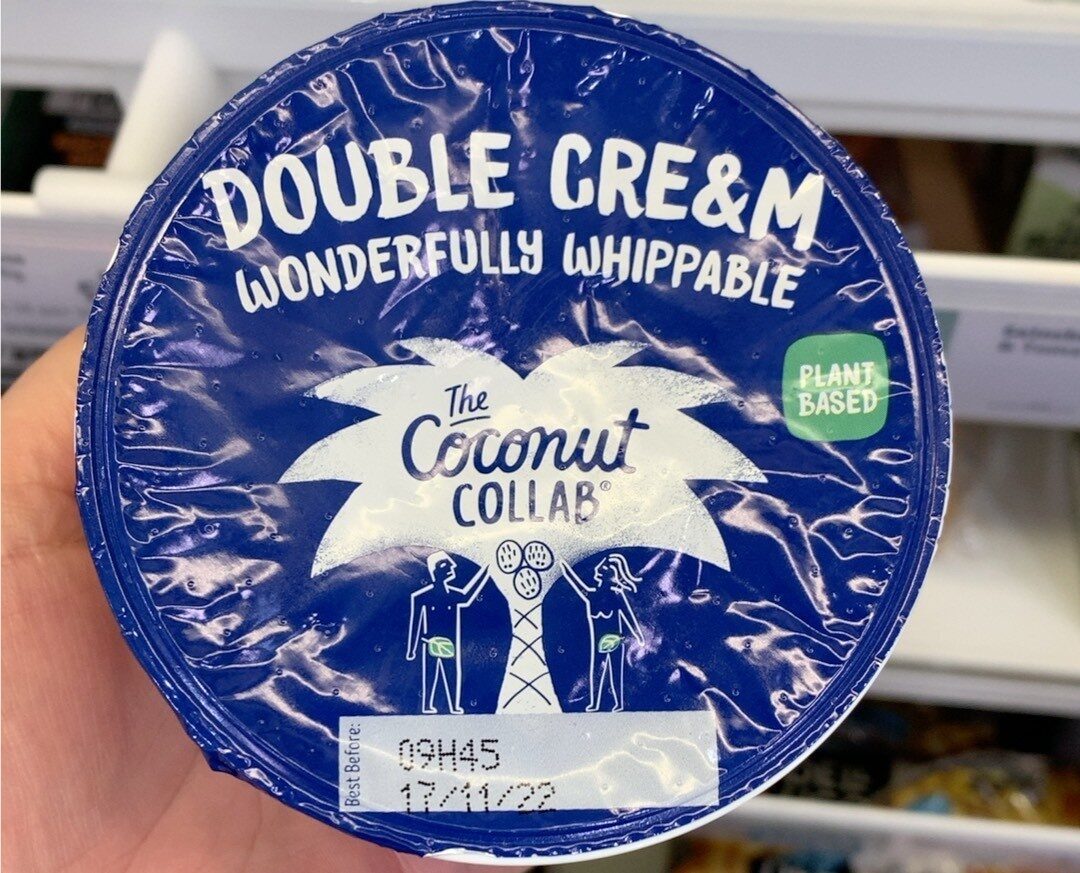 DOUBLE CRE&M
WONDERFULLY WHIPPABLE
PLANT
BASED
The
Coconut
COLLAB®
Best Before:
09H45
17/11/22